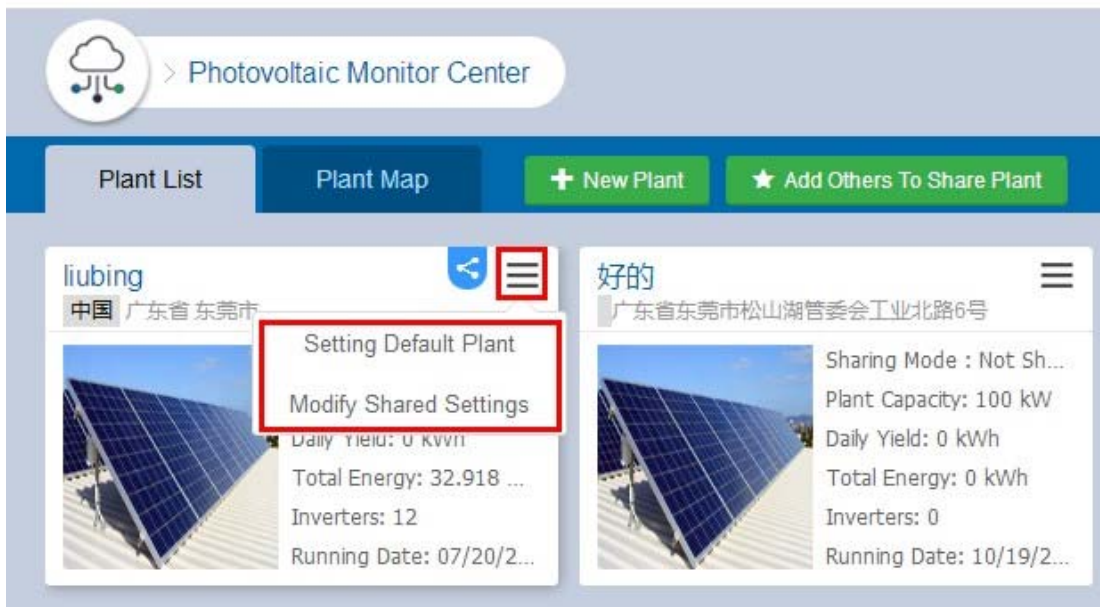 > Photovoltaic Monitor Center
Plant List
Plant Map
New Plant
Add Others To Share Plant
liubing
中国 广东省 东莞市
Setting Default Plant
Modify Shared Settings
Daily Yield: 0 kWh
Total Energy: 32.918 ...
Inverters: 12
Running Date: 07/20/2...
好的
广东省东莞市松山湖管委会工业北路6号
Sharing Mode : Not Sh...
Plant Capacity: 100 kW
Daily Yield: 0 kWh
Total Energy: 0 kWh
Inverters: 0
Running Date: 10/19/2...